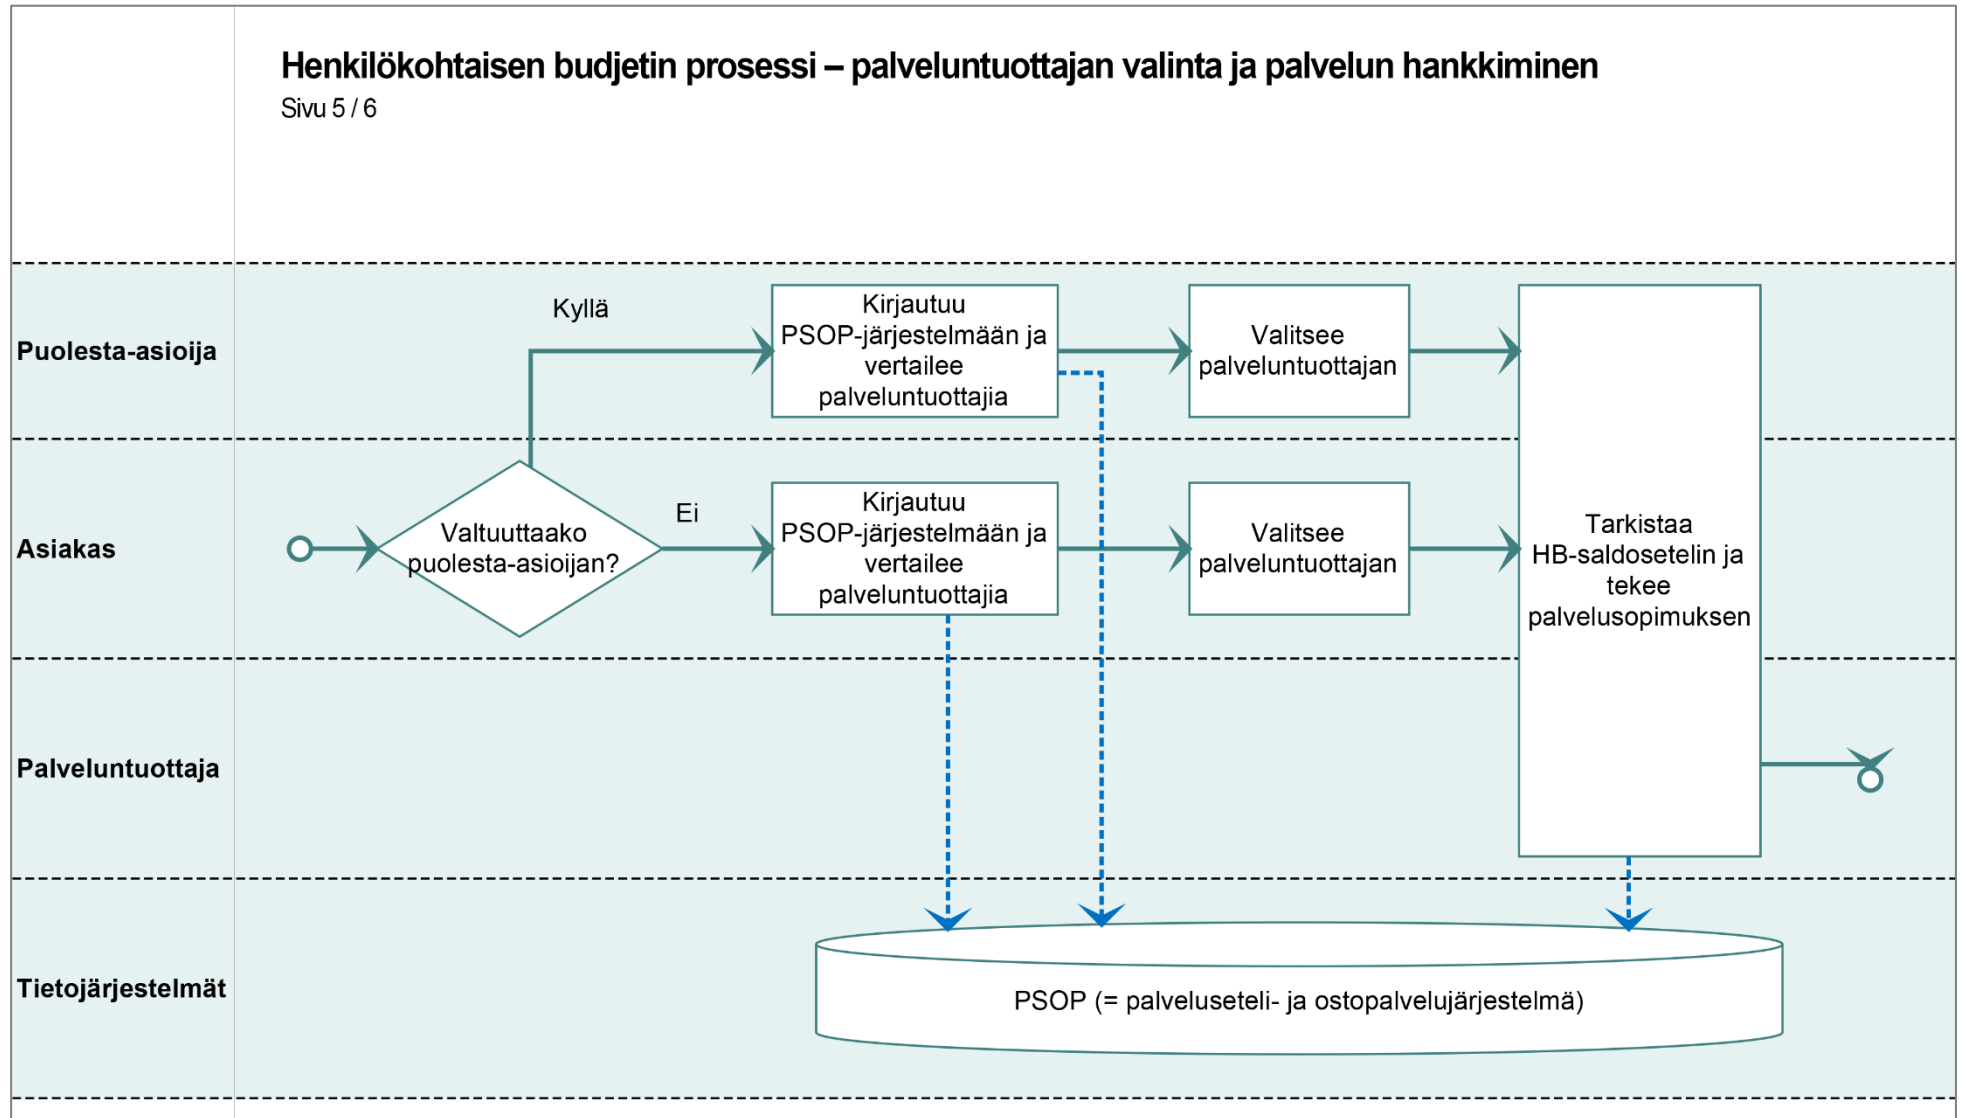 Henkilökohtaisen budjetin prosessi – palveluntuottajan valinta ja palvelun hankkiminen
Sivu 5 / 6
Puolesta-asioija
Kyllä
Kirjautuu
PSOP-järjestelmään ja
vertailee
palveluntuottajia
Valitsee
palveluntuottajan
Asiakas
Valtuuttaako
puolesta-asioijan?
Ei
Kirjautuu
PSOP-järjestelmään ja
vertailee
palveluntuottajia
Valitsee
palveluntuottajan
Tarkistaa
HB-saldosetelin ja
tekee
palvelusopimuksen
Palveluntuottaja
Tietojärjestelmät
PSOP (= palveluseteli- ja ostopalvelujärjestelmä)